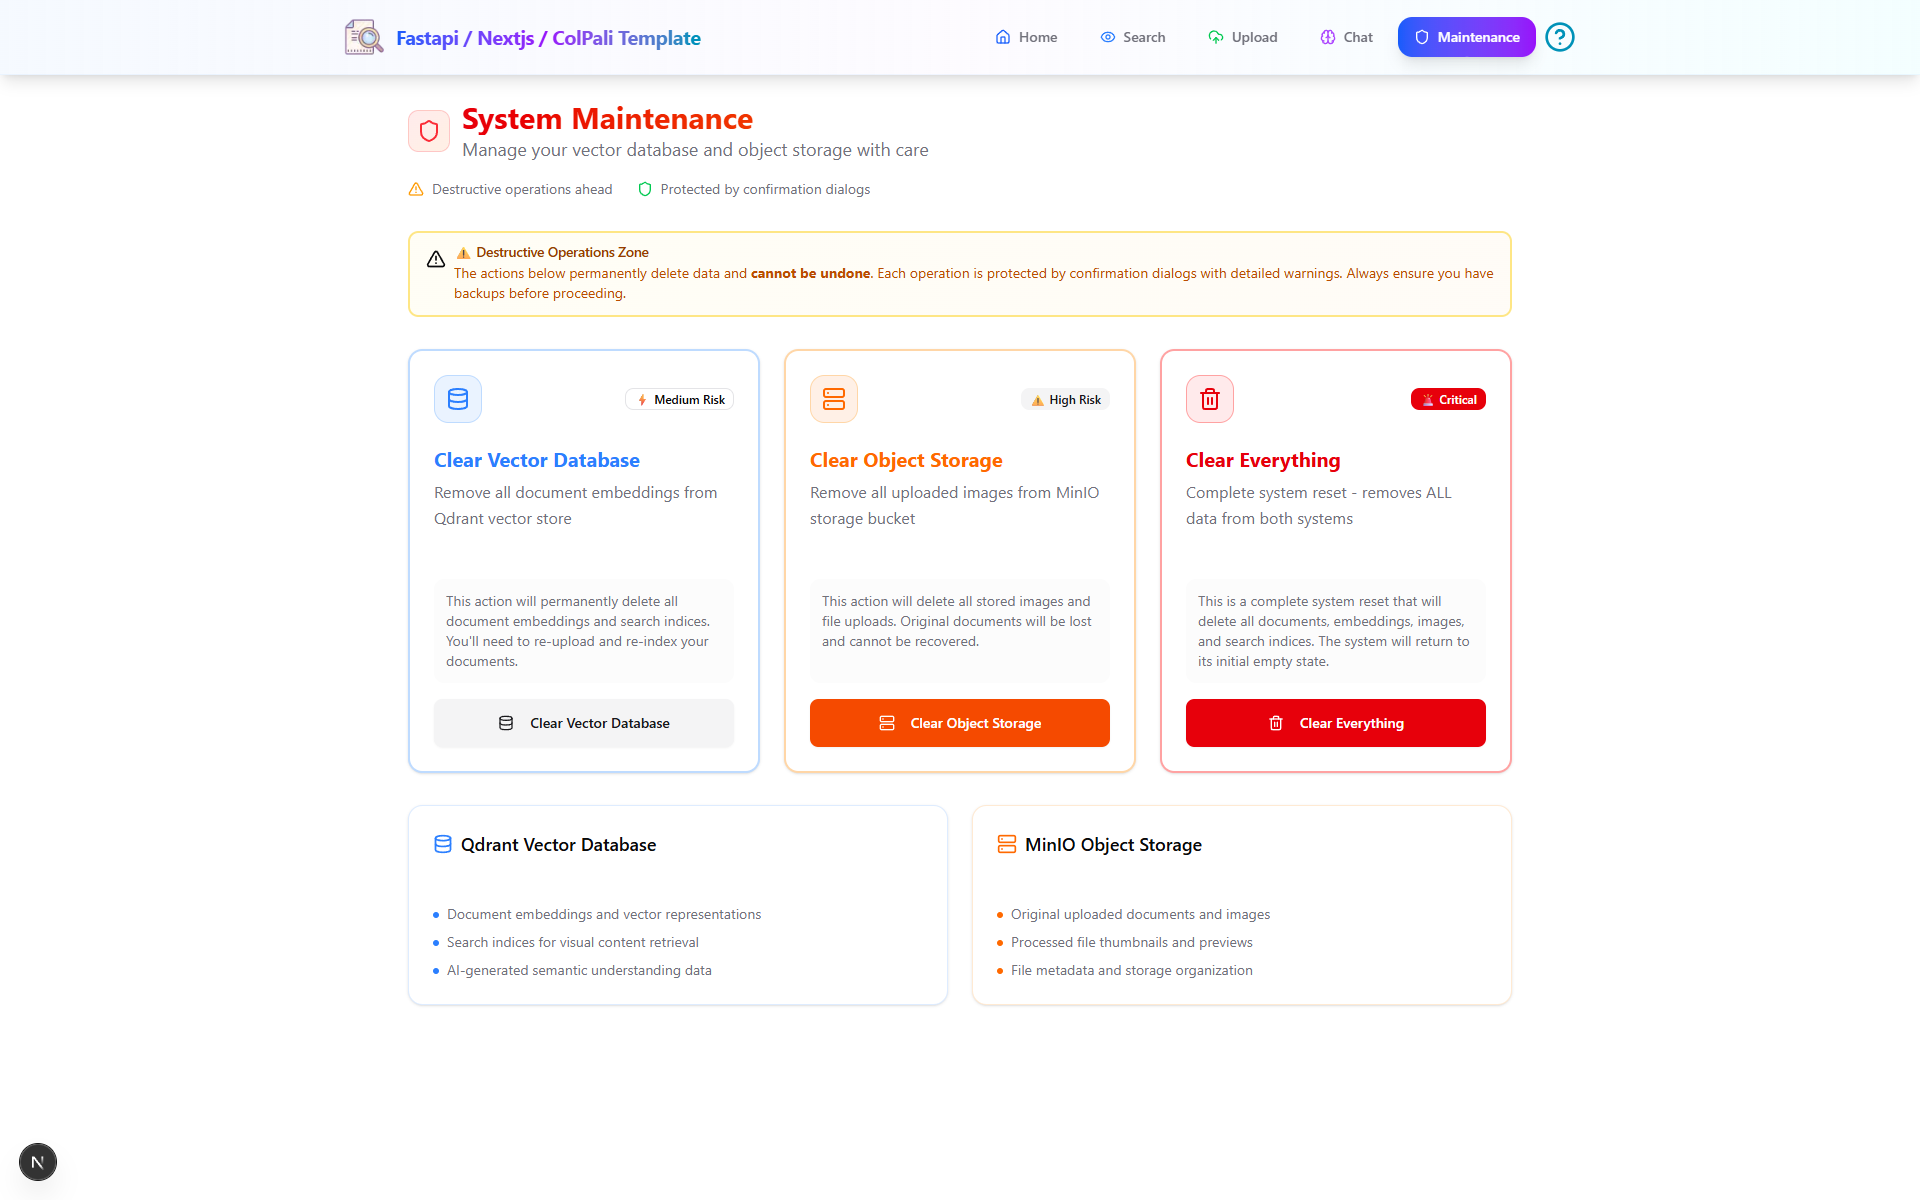 Fastapi / Nextjs / ColPali Template
Home
Search
Upload
Chat
Maintenance
System Maintenance
Manage your vector database and object storage with care
Destructive operations ahead
Protected by confirmation dialogs
⚠️ Destructive Operations Zone
The actions below permanently delete data and cannot be undone. Each operation is protected by confirmation dialogs with detailed warnings. Always ensure you have
backups before proceeding.
Medium Risk
Clear Vector Database
Remove all document embeddings from
Qdrant vector store
This action will permanently delete all
document embeddings and search indices.
You'll need to re-upload and re-index your
documents.
Clear Vector Database
High Risk
Clear Object Storage
Remove all uploaded images from MinIO
storage bucket
This action will delete all stored images and
file uploads. Original documents will be lost
and cannot be recovered.
Clear Object Storage
Critical
Clear Everything
Complete system reset - removes ALL
data from both systems
This is a complete system reset that will
delete all documents, embeddings, images,
and search indices. The system will return to
its initial empty state.
Clear Everything
Qdrant Vector Database
Document embeddings and vector representations
Search indices for visual content retrieval
AI-generated semantic understanding data
MinIO Object Storage
Original uploaded documents and images
Processed file thumbnails and previews
File metadata and storage organization
N